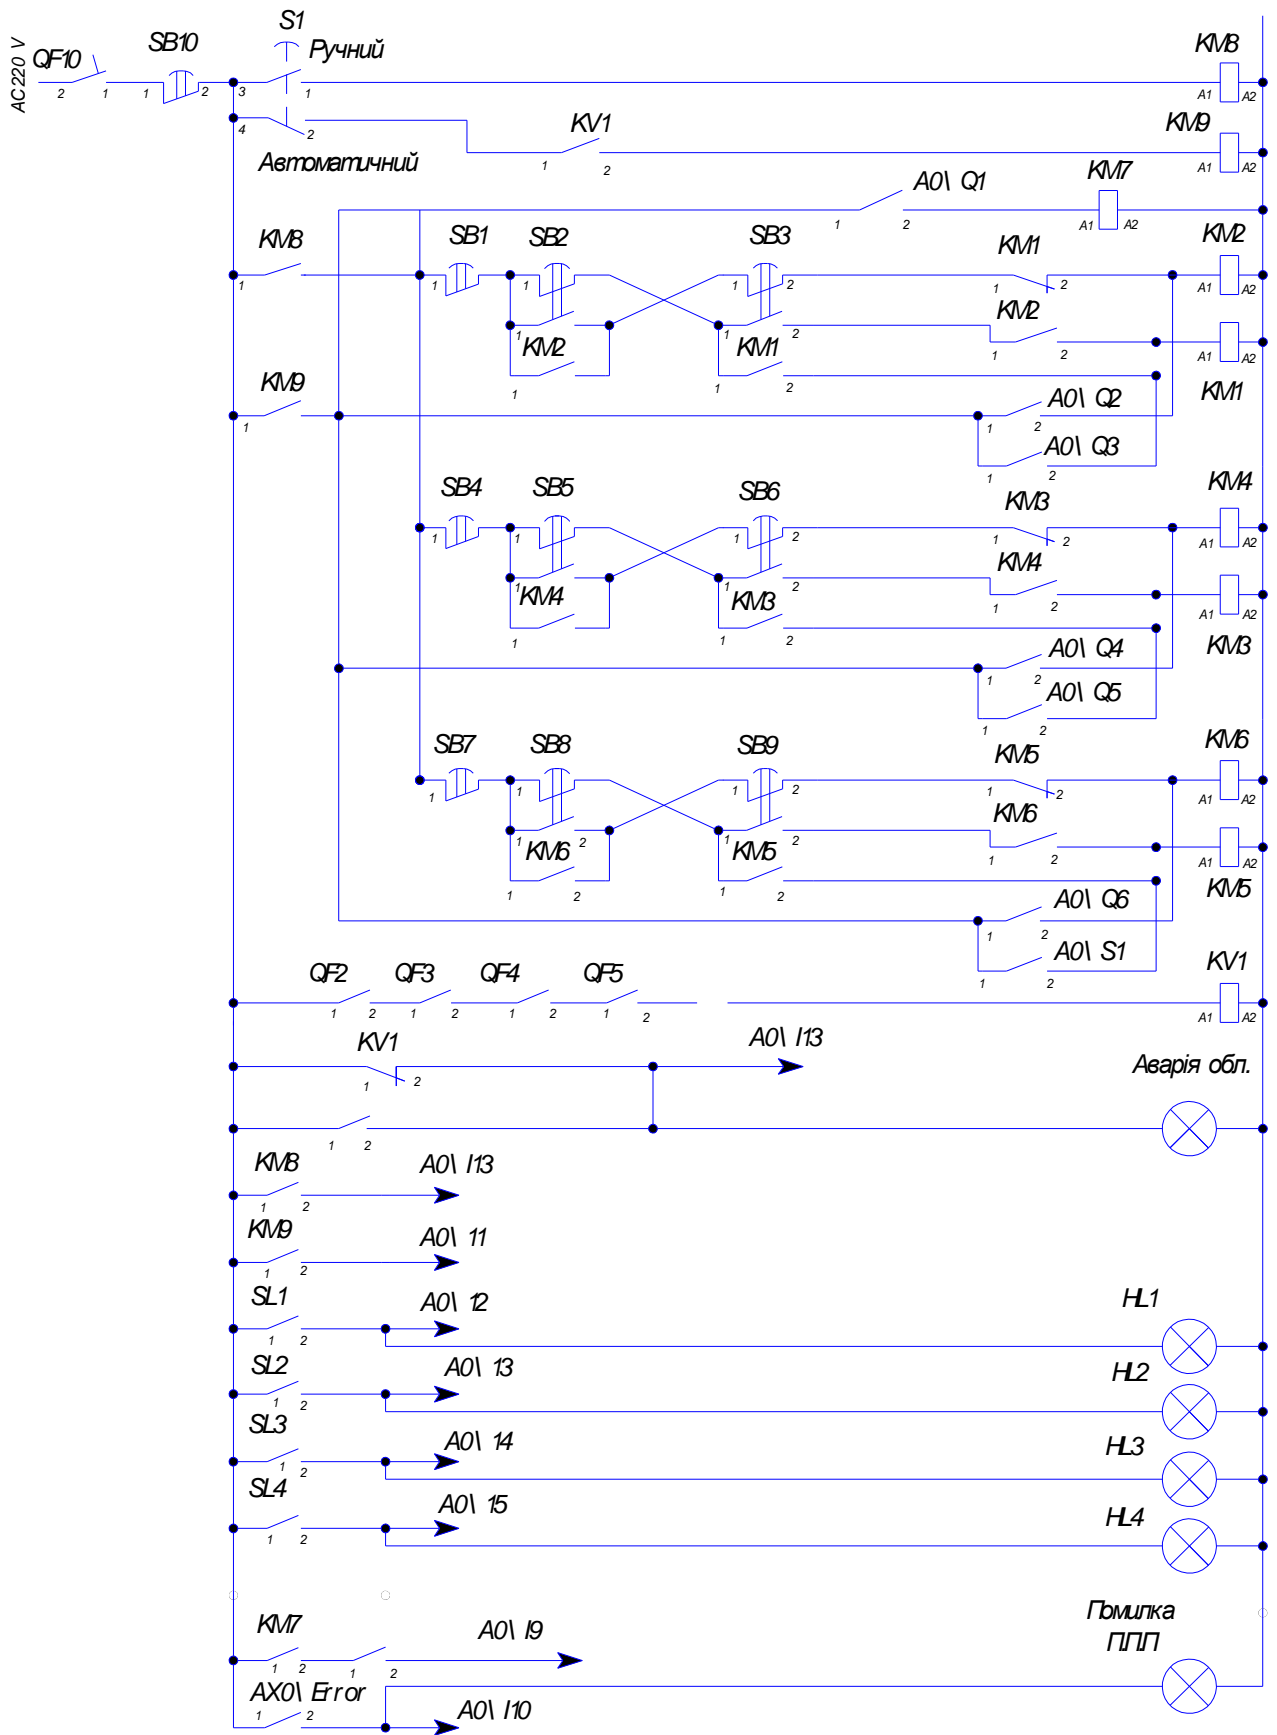 AC220 V
QF10
2
1
SB10
1
2
S1
Ручний
3
1
4
2
Автоматичний
KM8
A1
A2
KV1
1
2
KM9
A1
A2
A0\ Q1
1
2
KM7
A1
A2
KM8
1
SB1
1
SB2
1
SB3
1
2
KM1
1
2
KM2
A1
A2
1
KM2
1
1
KM1
1
2
2
KM2
1
2
A1
A2
KM1
KM9
1
A0\ Q2
1
2
A0\ Q3
1
2
SB4
1
SB5
1
SB6
1
2
KM3
1
2
KM4
A1
A2
1
KM4
1
1
KM3
1
2
2
KM4
1
2
A1
A2
KM3
A0\ Q4
1
2
A0\ Q5
1
2
SB7
1
SB8
1
SB9
1
2
KM5
1
2
KM6
A1
A2
1
2
KM6
1
2
1
2
KM5
1
2
KM6
1
2
A1
A2
KM5
A0\ Q6
1
2
A0\ S1
1
2
QF2
1
2
QF3
1
2
QF4
1
2
QF5
1
2
KV1
A1
A2
KV1
1
2
A0\ I13
Аварія обл.
1
2
KM8
1
2
A0\ I13
KM9
1
2
A0\ 11
SL1
1
2
A0\ 12
HL1
SL2
1
2
A0\ 13
HL2
SL3
1
2
A0\ 14
HL3
SL4
1
2
A0\ 15
HL4
KM7
1
2
1
2
A0\ I9
Помилка
ППП
AX0\ Error
1
2
A0\ I10